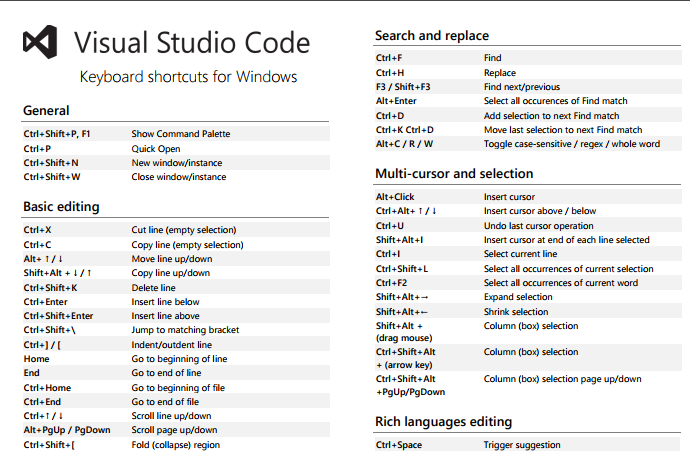 Visual Studio Code
Keyboard shortcuts for Windows
General
Ctrl+Shift+P, F1 Show Command Palette
Ctrl+P Quick Open
Ctrl+Shift+N New window/instance
Ctrl+Shift+W Close window/instance
Basic editing
Ctrl+X Cut line (empty selection)
Ctrl+C Copy line (empty selection)
Alt+ ↑ / ↓ Move line up/down
Shift+Alt + ↓ / ↑ Copy line up/down
Ctrl+Shift+K Delete line
Ctrl+Enter Insert line below
Ctrl+Shift+Enter Insert line above
Ctrl+Shift+\ Jump to matching bracket
Ctrl+] / [ Indent/outdent line
Home Go to beginning of line
End Go to end of line
Ctrl+Home Go to beginning of file
Ctrl+End Go to end of file
Ctrl+↑ / ↓ Scroll line up/down
Alt+PgUp / PgDown Scroll page up/down
Ctrl+Shift+[ Fold (collapse) region
Search and replace
Ctrl+F Find
Ctrl+H Replace
F3 / Shift+F3 Find next/previous
Alt+Enter Select all occurences of Find match
Ctrl+D Add selection to next Find match
Ctrl+K Ctrl+D Move last selection to next Find match
Alt+C / R / W Toggle case-sensitive / regex / whole word
Multi-cursor and selection
Alt+Click Insert cursor
Ctrl+Alt+ ↑ / ↓ Insert cursor above / below
Ctrl+U Undo last cursor operation
Shift+Alt+I Insert cursor at end of each line selected
Ctrl+I Select current line
Ctrl+Shift+L Select all occurrences of current selection
Ctrl+F2 Select all occurrences of current word
Shift+Alt+→ Expand selection
Shift+Alt+← Shrink selection
Shift+Alt + Column (box) selection
(drag mouse)
Ctrl+Shift+Alt Column (box) selection
+ (arrow key)
Ctrl+Shift+Alt Column (box) selection page up/down
+PgUp/PgDown
Rich languages editing
Ctrl+Space Trigger suggestion